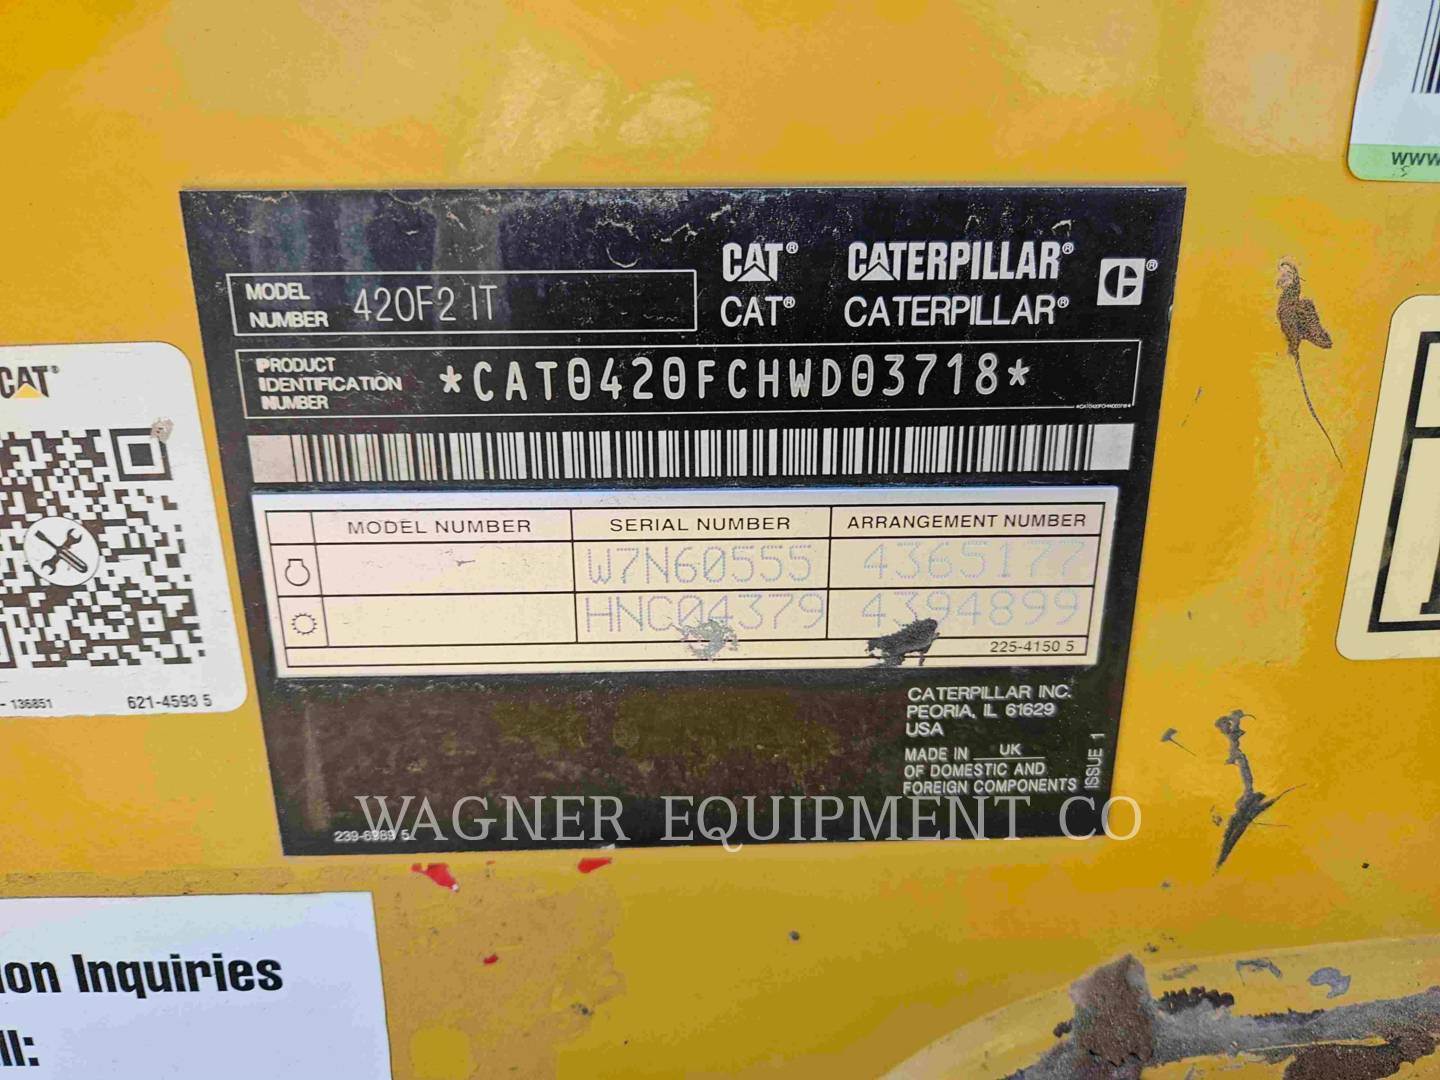 WWW
CAT® CATERPILLAR®
CAT® CATERPILLAR®
MODEL NUMBER 420F2 IT
PRODUCT IDENTIFICATION NUMBER *CAT0420FCHWD03718*
MODEL NUMBER SERIAL NUMBER ARRANGEMENT NUMBER
W7N60555 4365177
HNC04379 4394899
225-4150 5
CATERPILLAR INC.
PEORIA, IL 61629
USA
MADE IN UK
OF DOMESTIC AND
FOREIGN COMPONENTS
ISSUE 1
WAGNER EQUIPMENT CO
CAT®
- 136851 621-4593 5
Inquiries